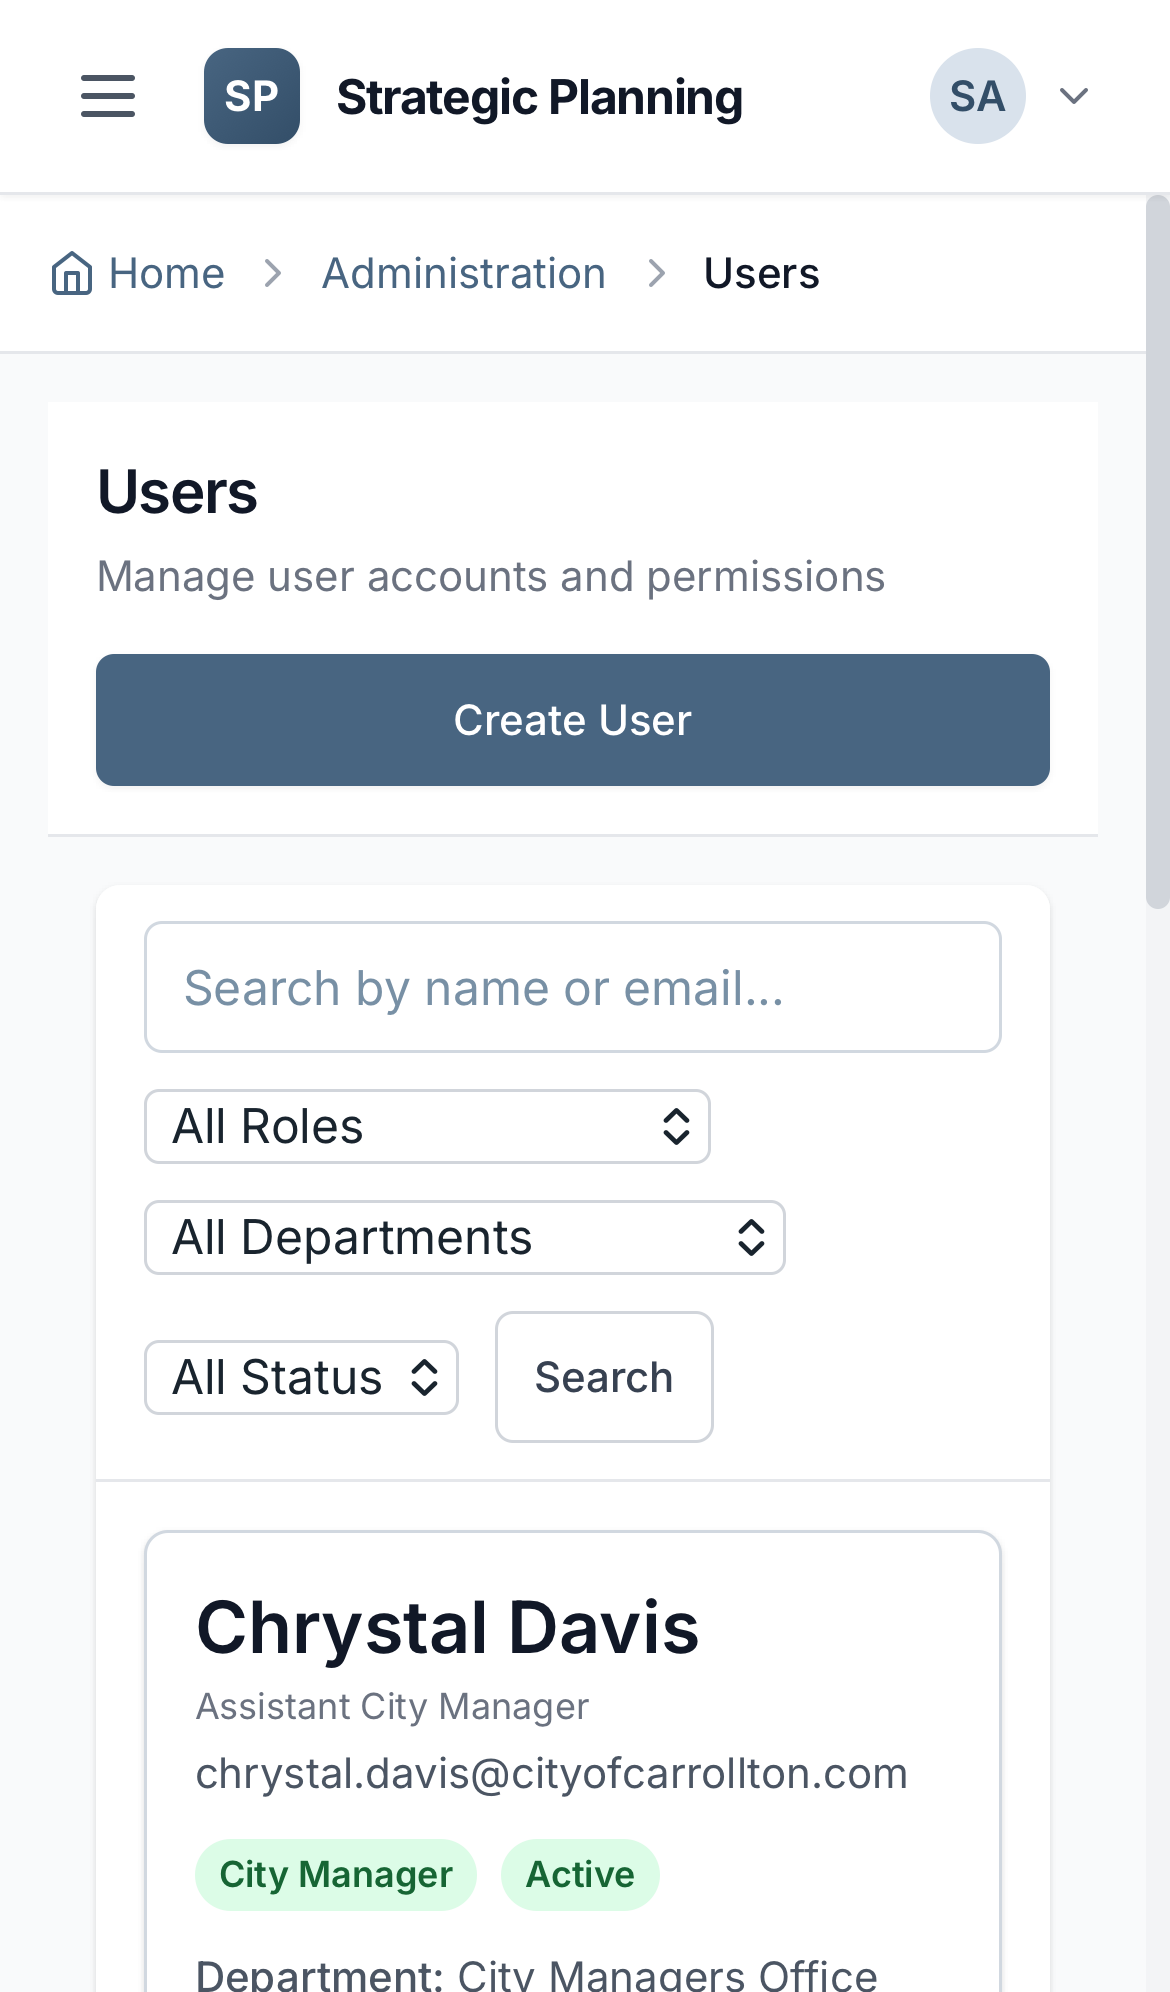 SP Strategic Planning SA
Home Administration Users
Users
Manage user accounts and permissions
Create User
Search by name or email...
All Roles
All Departments
All Status Search
Chrystal Davis
Assistant City Manager
chrystal.davis@cityofcarrollton.com
City Manager Active
Department: City Managers Office